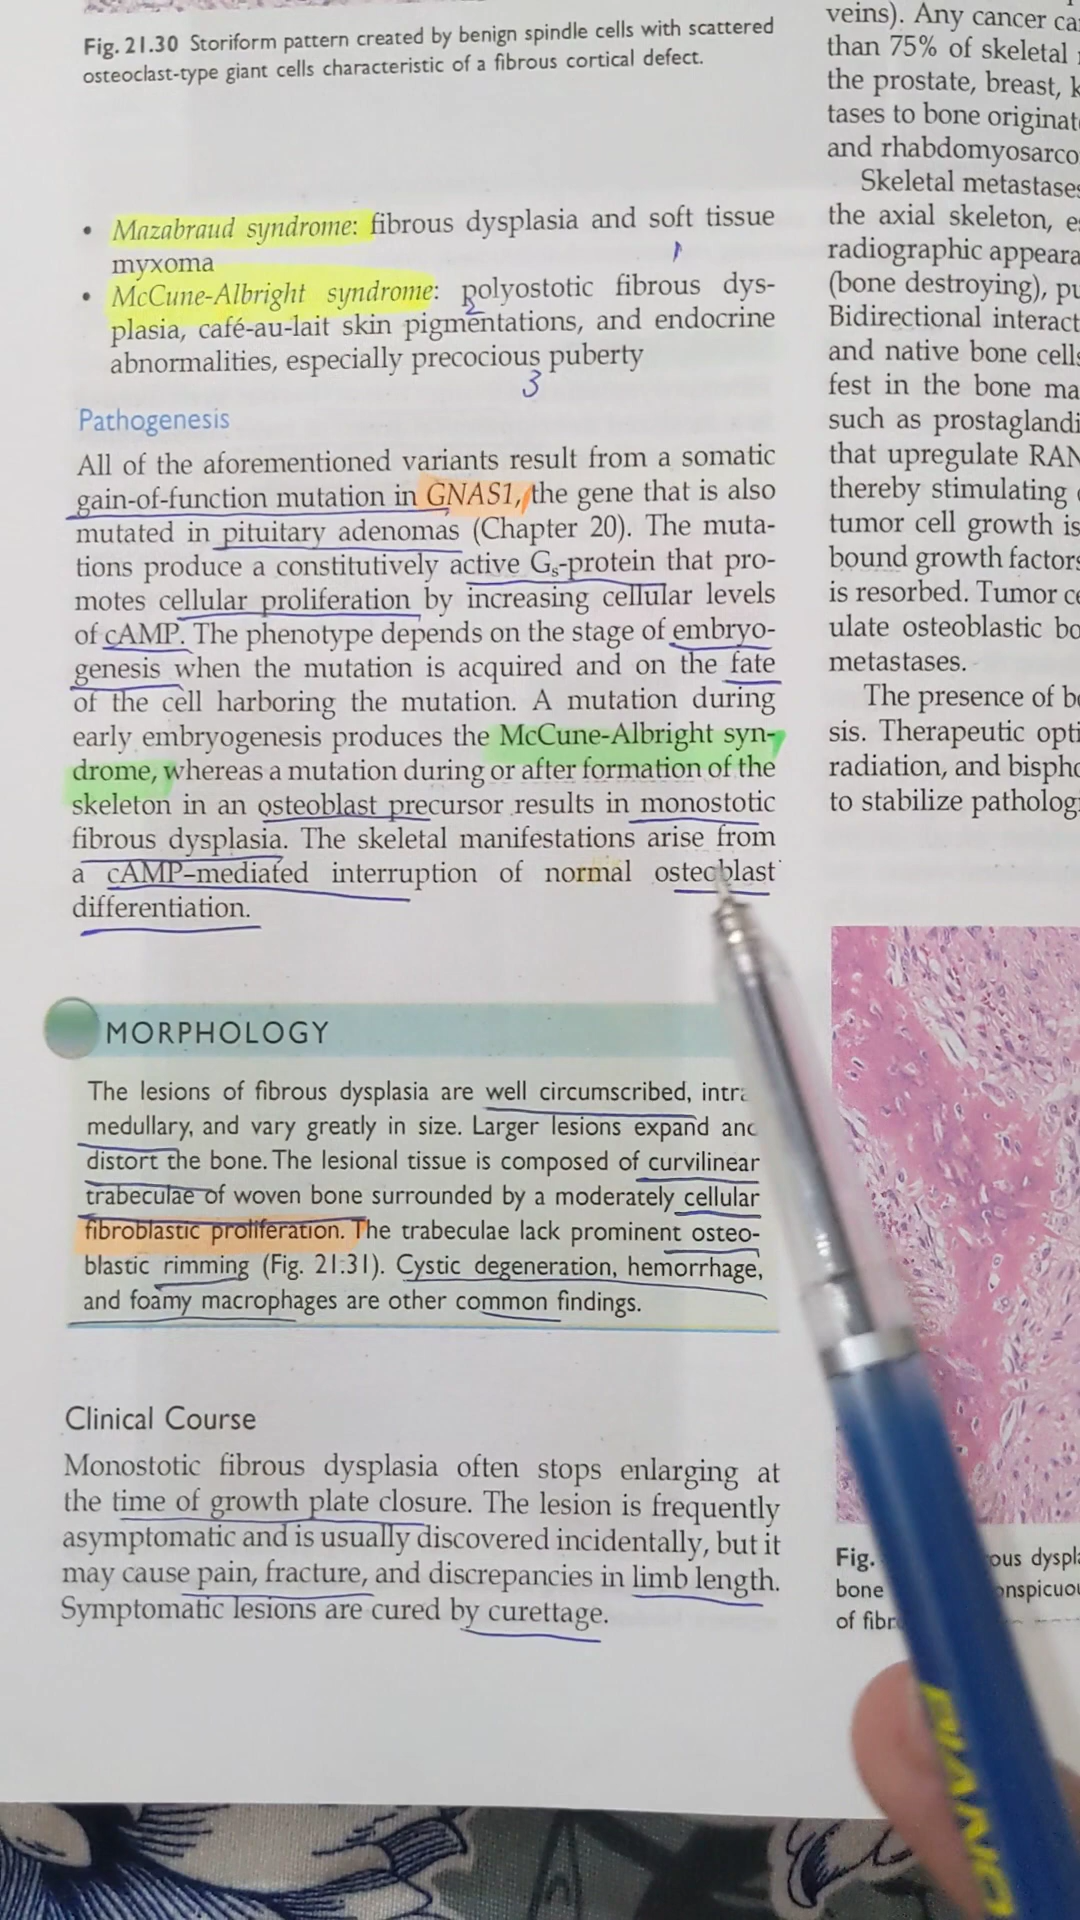 Fig. 21.30 Storiform pattern created by benign spindle cells with scattered
osteoclast-type giant cells characteristic of a fibrous cortical defect.
• Mazabraud syndrome: fibrous dysplasia and soft tissue
myxoma
1
• McCune-Albright syndrome: polyostotic fibrous dys-
2
plasia, café-au-lait skin pigmentations, and endocrine
abnormalities, especially precocious puberty
3
Pathogenesis
All of the aforementioned variants result from a somatic
gain-of-function mutation in GNAS1, the gene that is also
mutated in pituitary adenomas (Chapter 20). The muta-
tions produce a constitutively active Gs-protein that pro-
motes cellular proliferation by increasing cellular levels
of cAMP. The phenotype depends on the stage of embryo-
genesis when the mutation is acquired and on the fate
of the cell harboring the mutation. A mutation during
early embryogenesis produces the McCune-Albright syn-
drome, whereas a mutation during or after formation of the
skeleton in an osteoblast precursor results in monostotic
fibrous dysplasia. The skeletal manifestations arise from
a cAMP–mediated interruption of normal osteoblast
differentiation.
MORPHOLOGY
The lesions of fibrous dysplasia are well circumscribed,
medullary, and vary greatly in size. Larger lesions expand
distort the bone. The lesional tissue is composed of curvilinear
trabeculae of woven bone surrounded by a moderately cellular
fibroblastic proliferation. The trabeculae lack prominent osteo-
blastic rimming (Fig. 21.31). Cystic degeneration, hemorrhage,
and foamy macrophages are other common findings.
Clinical Course
Monostotic fibrous dysplasia often stops enlarging at
the time of growth plate closure. The lesion is frequently
asymptomatic and is usually discovered incidentally, but it
may cause pain, fracture, and discrepancies in limb length.
Symptomatic lesions are cured by curettage.
veins). Any cancer
than 75% of skeletal
the prostate, breast,
tases to bone
and
Skeletal
the axial skeleton,
radiographic
(bone destroying),
Bidirectional
and native bone
fest in the bone
such as
that upregulate
thereby stimulating
tumor cell growth is
bound growth
is resorbed. Tumor
ulate osteoblastic
metastases.
The presence of
sis. Therapeutic
radiation, and
to stabilize
Fig.
bone
of
PIANO